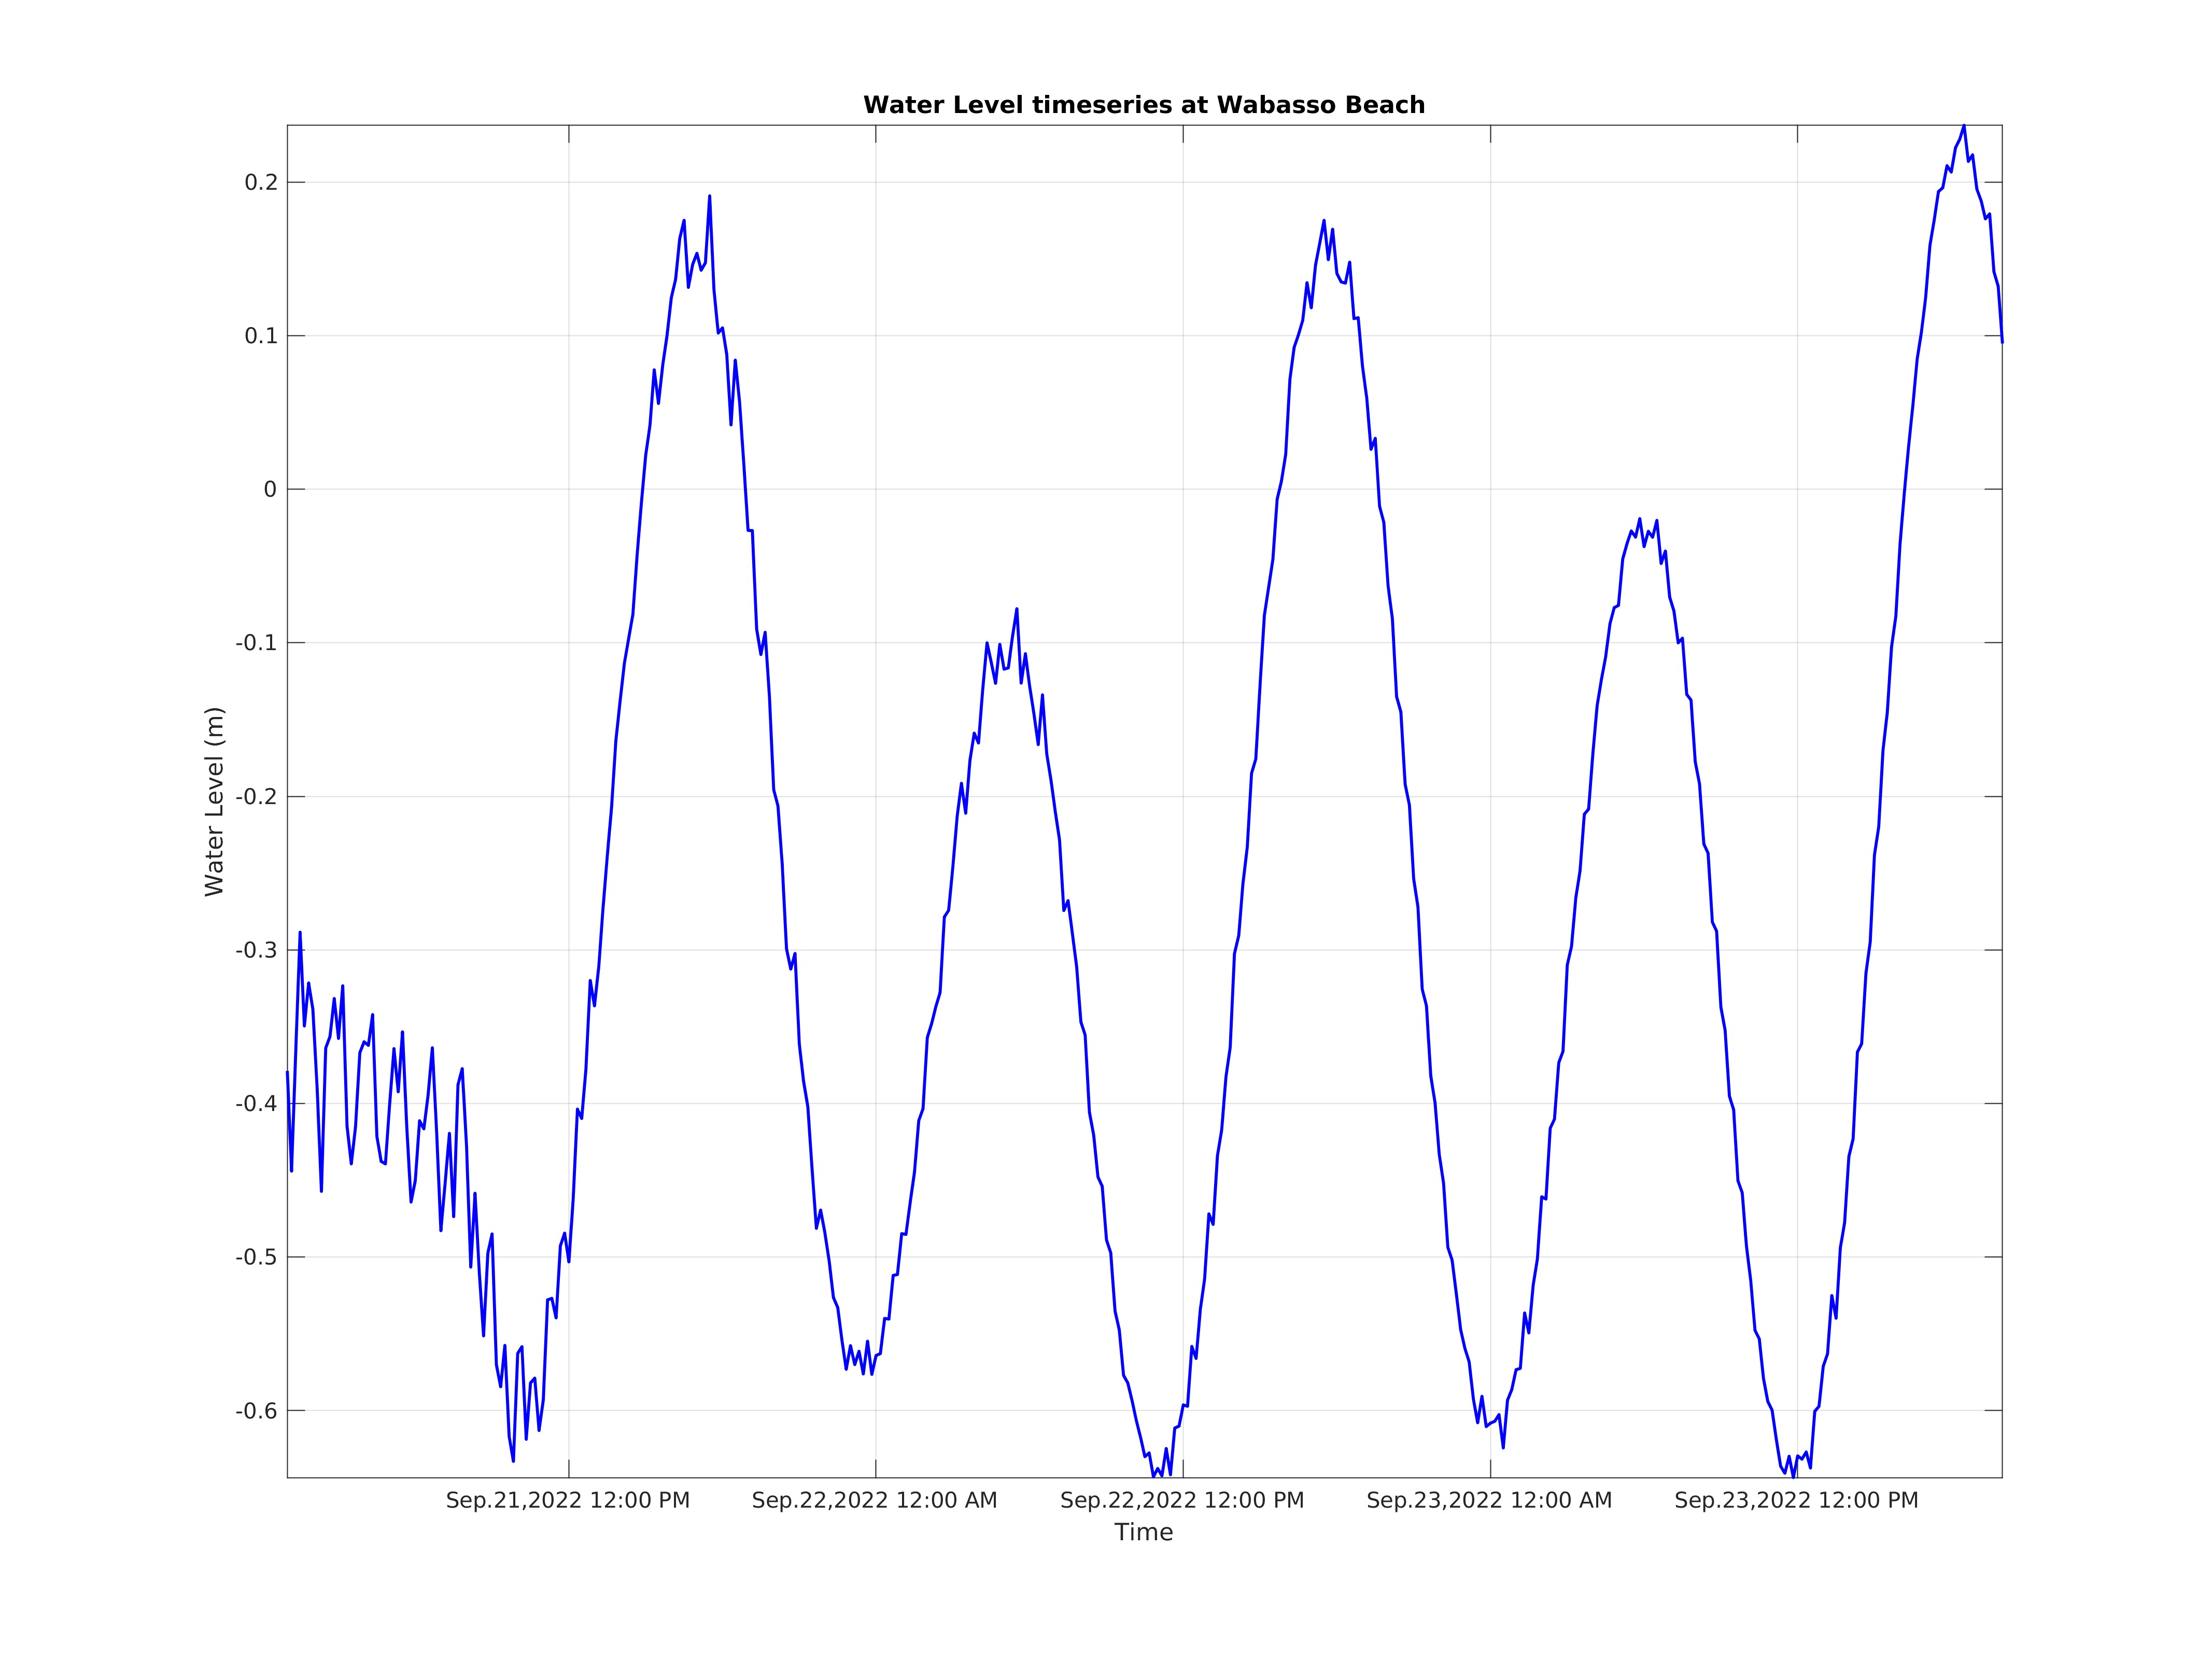 Water Level timeseries at Wabasso Beach
0.2
0.1
0
-0.1
-0.2
-0.3
-0.4
-0.5
-0.6
Water Level (m)
Sep.21,2022 12:00 PM
Sep.22,2022 12:00 AM
Sep.22,2022 12:00 PM
Sep.23,2022 12:00 AM
Sep.23,2022 12:00 PM
Time